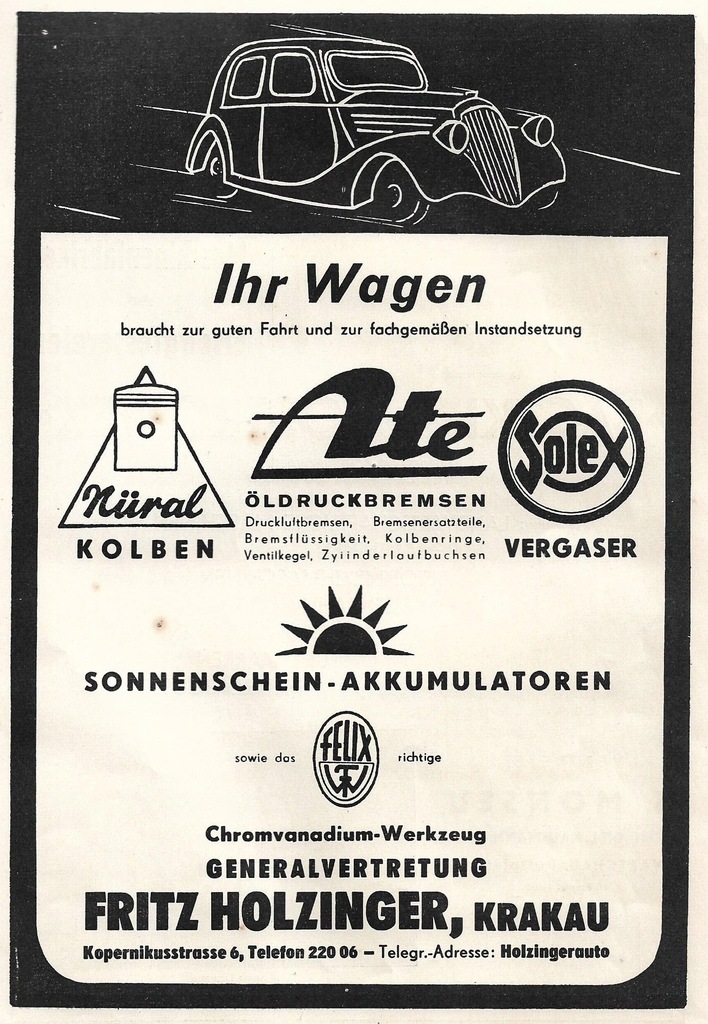 Ihr Wagen
braucht zur guten Fahrt und zur fachgemäßen Instandsetzung
Nüral
KOLBEN
Ate
ÖLDRUCKBREMSEN
Druckluftbremsen, Bremsenersatzteile,
Bremsflüssigkeit, Kolbenringe,
Ventilkegel, Zyiinderlaufbuchsen
Solex
VERGASER
SONNENSCHEIN-AKKUMULATOREN
sowie das FELIX richtige
Chromvanadium-Werkzeug
GENERALVERTRETUNG
FRITZ HOLZINGER, KRAKAU
Kopernikusstrasse 6, Telefon 220 06 – Telegr.-Adresse: Holzingerauto